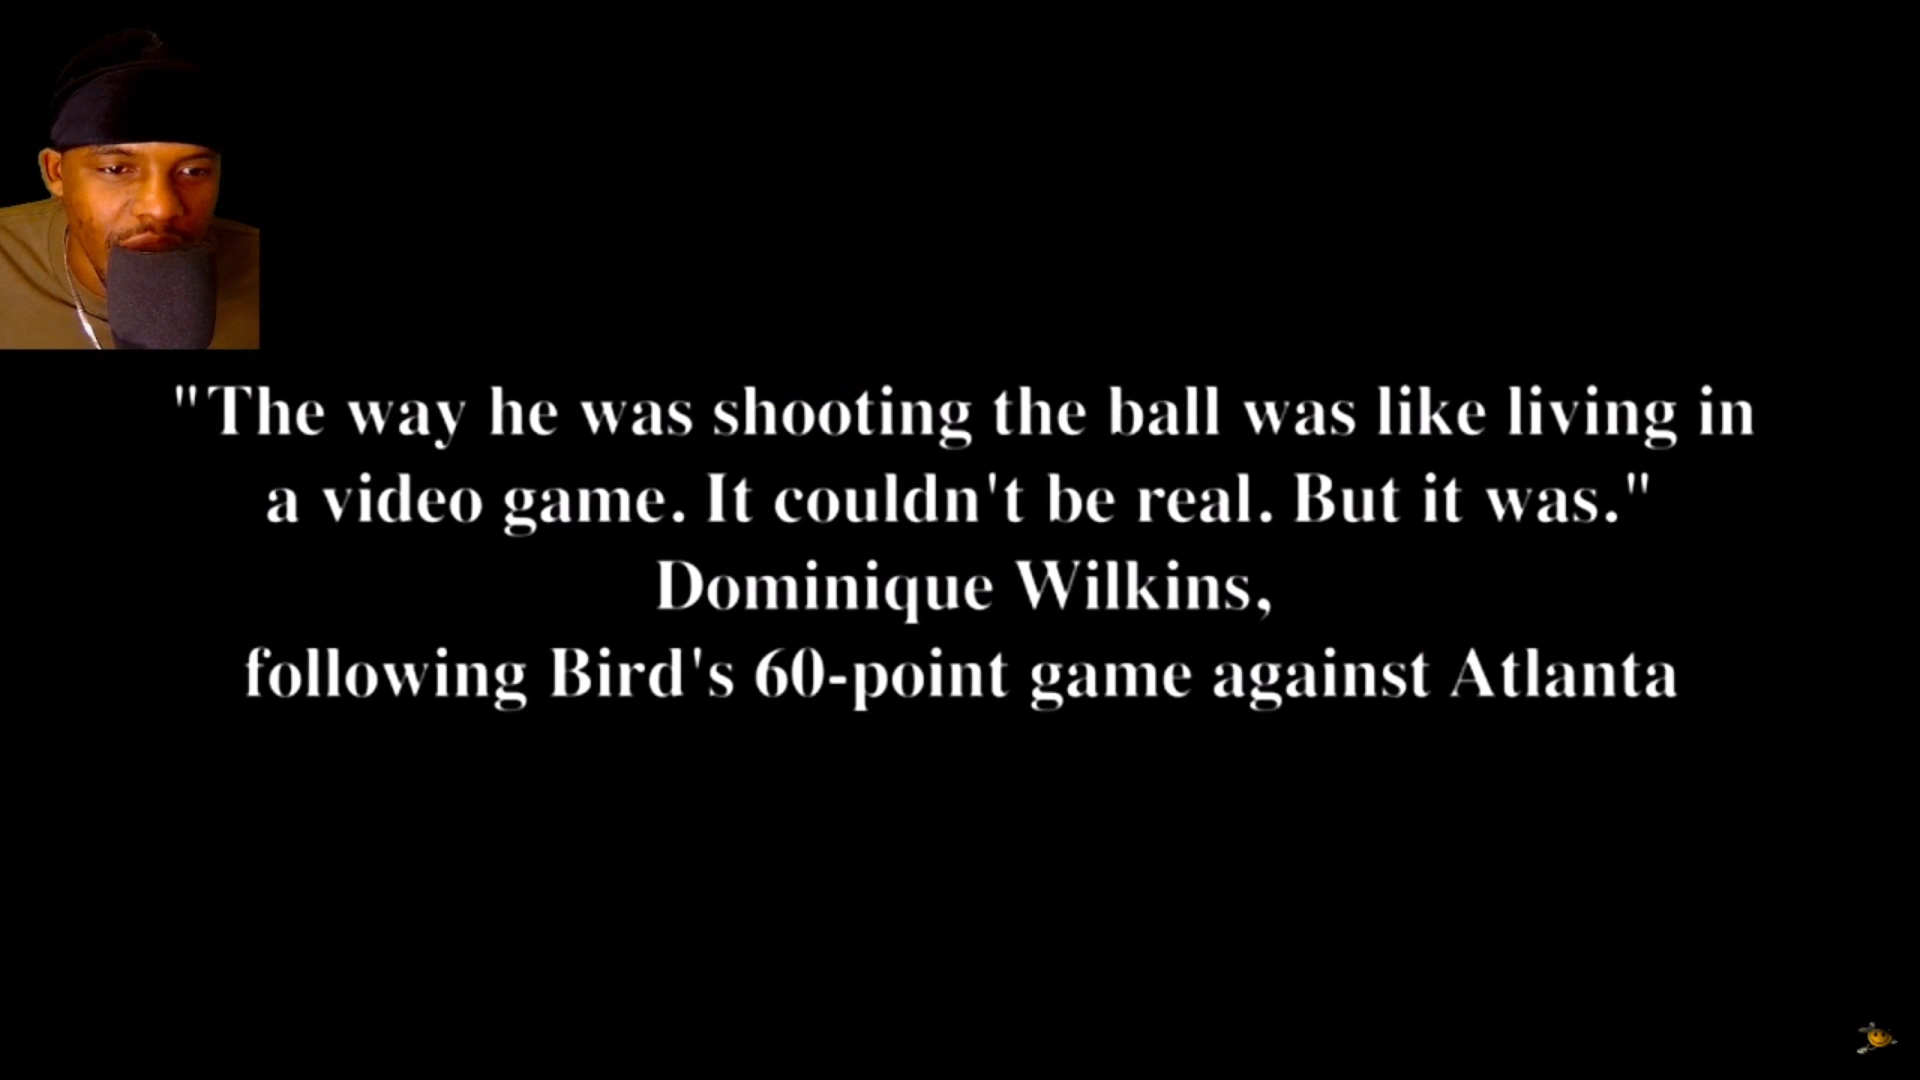 "The way he was shooting the ball was like living in
a video game. It couldn't be real. But it was."
Dominique Wilkins,
following Bird's 60-point game against Atlanta